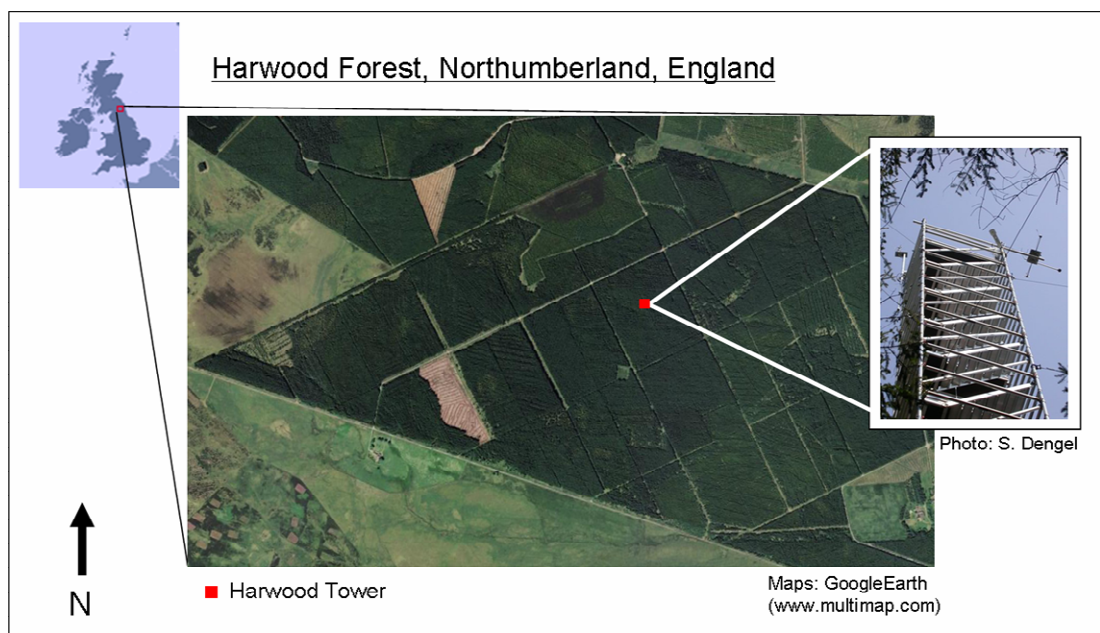 Harwood Forest, Northumberland, England
Photo: S. Dengel
N
Harwood Tower
Maps: GoogleEarth
(www.multimap.com)